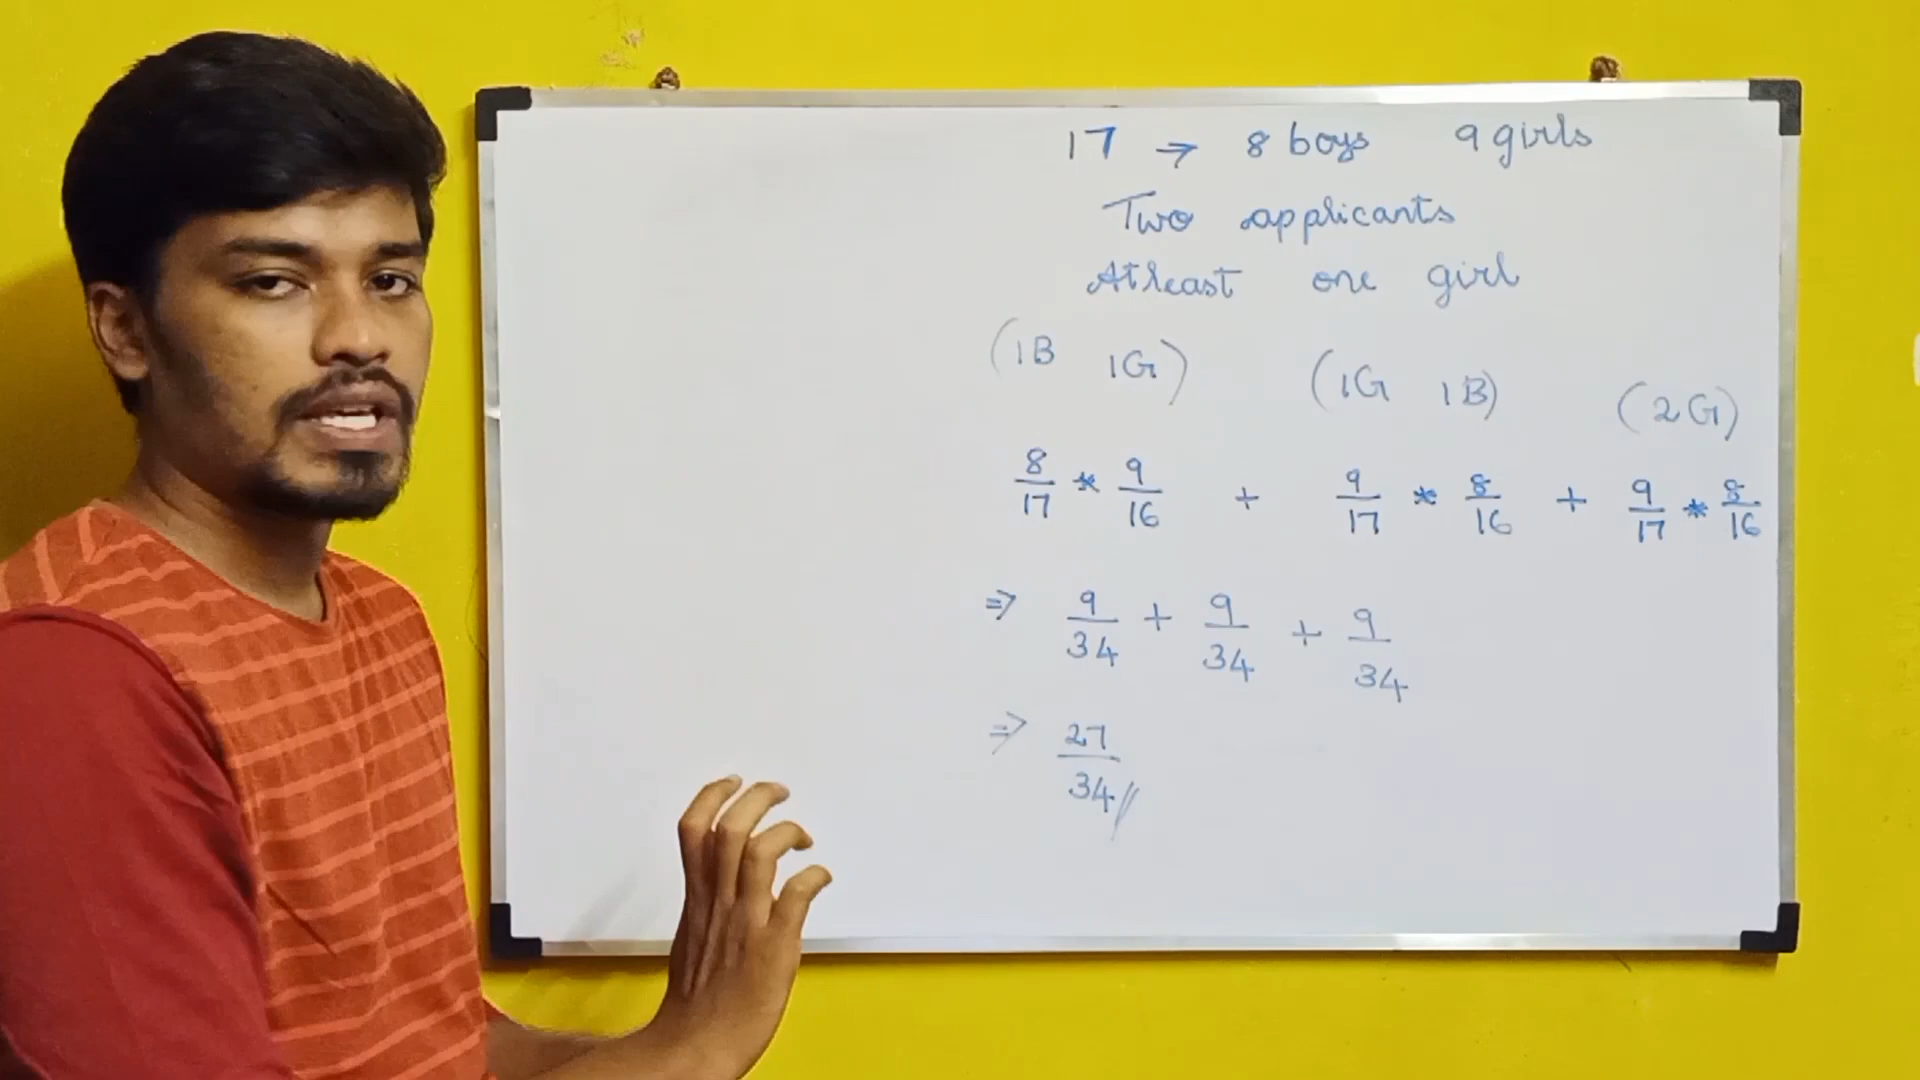 17 → 8 boys 9 girls
Two applicants
Atleast one girl
(1B 1G) (1G 1B) (2G)
8/17 * 9/16 + 9/17 * 8/16 + 9/17 * 8/16
⇒ 9/34 + 9/34 + 9/34
⇒ 27/34 //